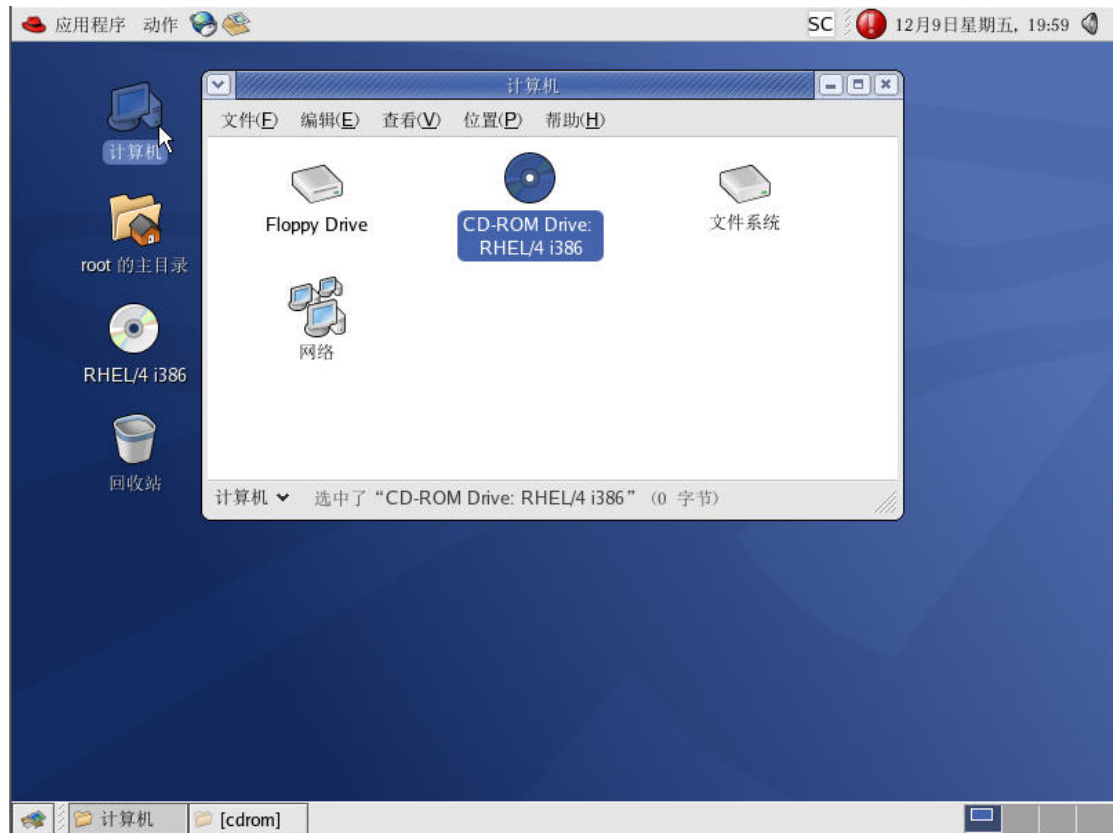 应用程序 动作 SC 12月9日星期五, 19:59
计算机
文件(F) 编辑(E) 查看(V) 位置(P) 帮助(H)
Floppy Drive
CD-ROM Drive:
RHEL/4 i386
文件系统
网络
计算机 选中了“CD-ROM Drive: RHEL/4 i386” (0 字节)
计算机
root 的主目录
RHEL/4 i386
回收站
计算机 [cdrom]